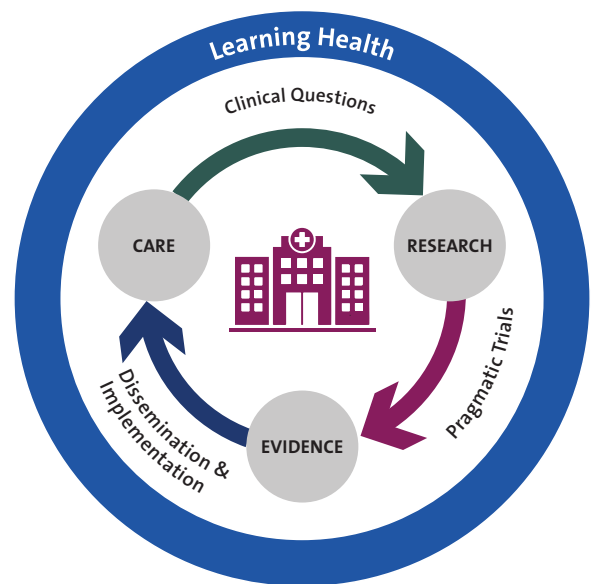 Learning Health
Clinical Questions
CARE
RESEARCH
Pragmatic Trials
EVIDENCE
Dissemination &
Implementation